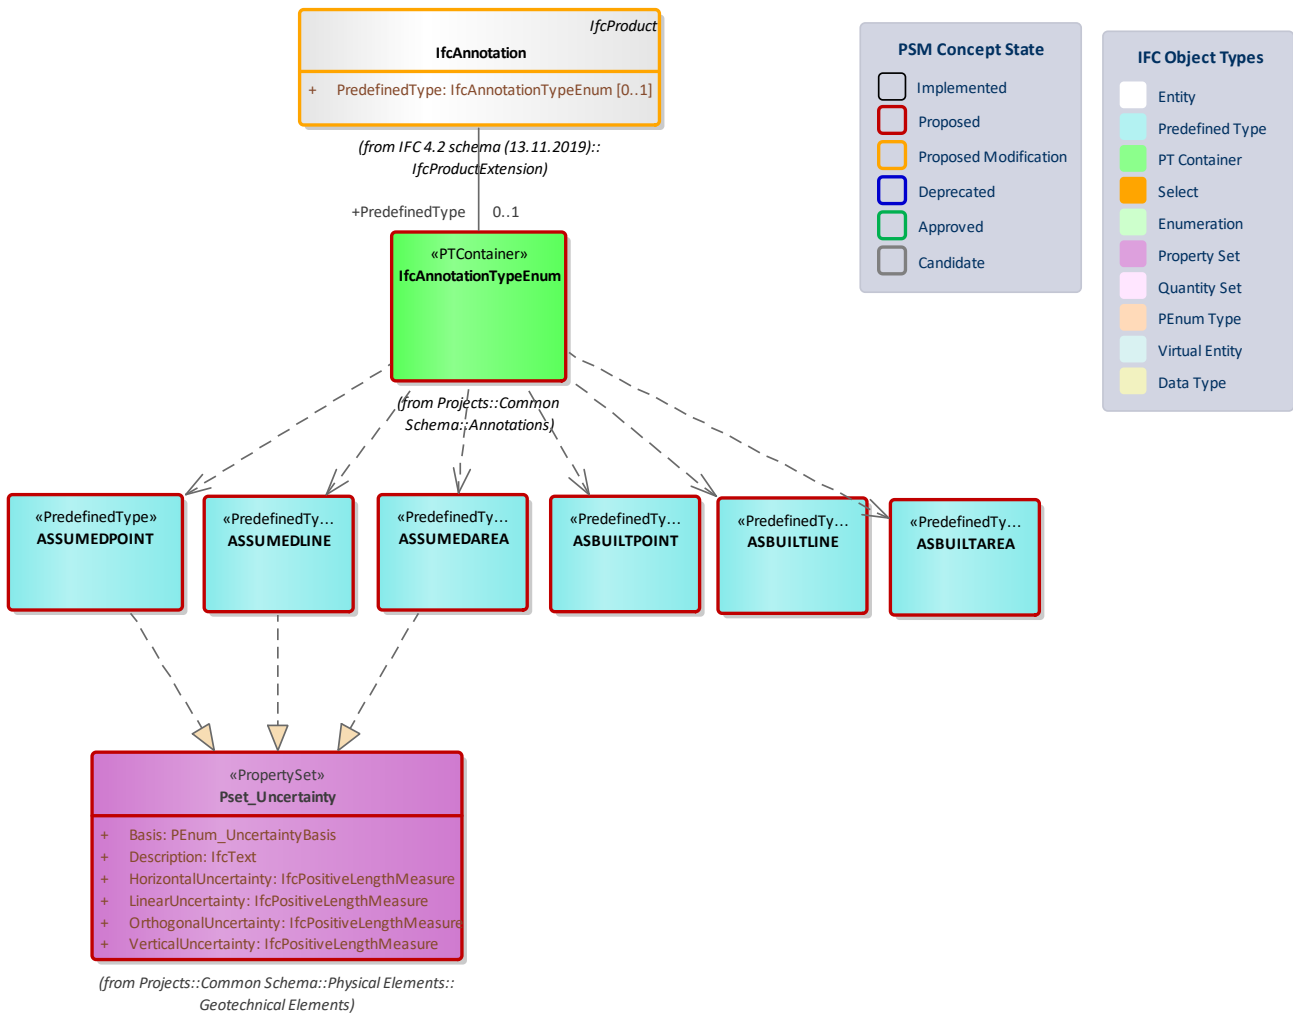 IfcProduct
IfcAnnotation
+ PredefinedType: IfcAnnotationTypeEnum [0..1]
(from IFC 4.2 schema (13.11.2019)::
IfcProductExtension)
+PredefinedType 0..1
«PTContainer»
IfcAnnotationTypeEnum
(from Projects::Common
Schema::Annotations)
«PredefinedType»
ASSUMEDPOINT
«PredefinedTy...
ASSUMEDLINE
«PredefinedTy...
ASSUMEDAREA
«PredefinedTy...
ASBUILTPOINT
«PredefinedTy...
ASBUILTLINE
«PredefinedTy...
ASBUILTAREA
«PropertySet»
Pset_Uncertainty
+ Basis: PEnum_UncertaintyBasis
+ Description: IfcText
+ HorizontalUncertainty: IfcPositiveLengthMeasure
+ LinearUncertainty: IfcPositiveLengthMeasure
+ OrthogonalUncertainty: IfcPositiveLengthMeasure
+ VerticalUncertainty: IfcPositiveLengthMeasure
(from Projects::Common Schema::Physical Elements::
Geotechnical Elements)
PSM Concept State
Implemented
Proposed
Proposed Modification
Deprecated
Approved
Candidate
IFC Object Types
Entity
Predefined Type
PT Container
Select
Enumeration
Property Set
Quantity Set
PEnum Type
Virtual Entity
Data Type